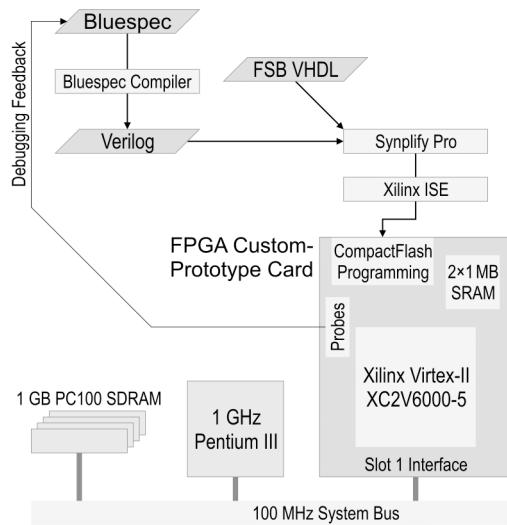 Bluespec
Debugging Feedback
Bluespec Compiler
FSB VHDL
Verilog
Synplify Pro
Xilinx ISE
FPGA Custom-
Prototype Card
CompactFlash
Programming
2×1 MB
SRAM
Probes
Xilinx Virtex-II
XC2V6000-5
1 GB PC100 SDRAM
1 GHz
Pentium III
Slot 1 Interface
100 MHz System Bus